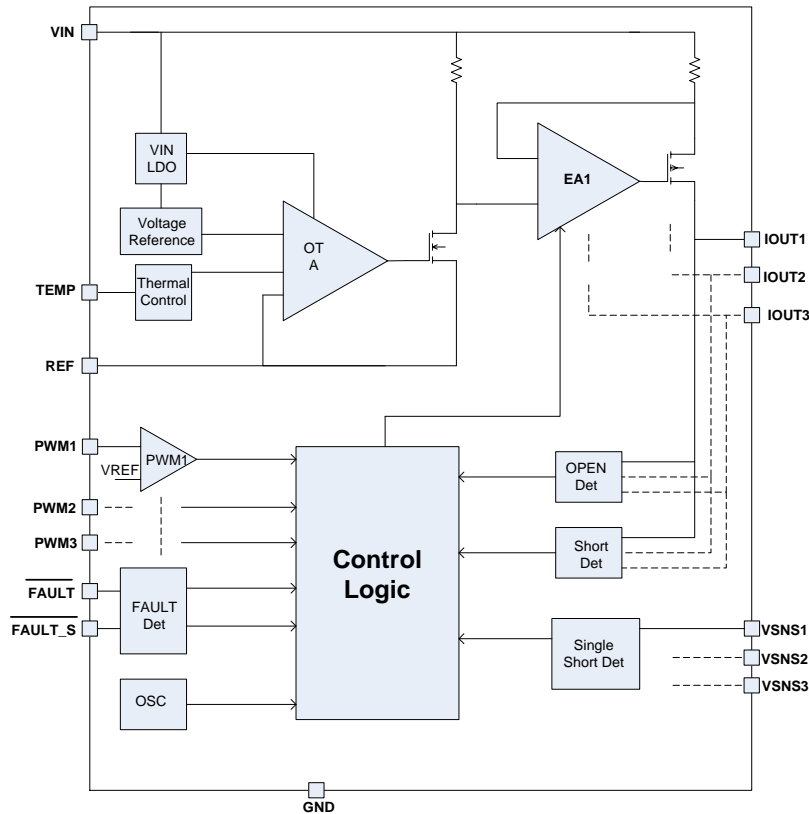 VIN
VIN
LDO
EA1
Voltage
Reference
OT
A
IOUT1
IOUT2
IOUT3
TEMP
Thermal
Control
REF
PWM1
PWM1
VREF
PWM2
PWM3
FAULT
FAULT_S
FAULT
Det
OSC
Control
Logic
OPEN
Det
Short
Det
Single
Short Det
VSNS1
VSNS2
VSNS3
GND